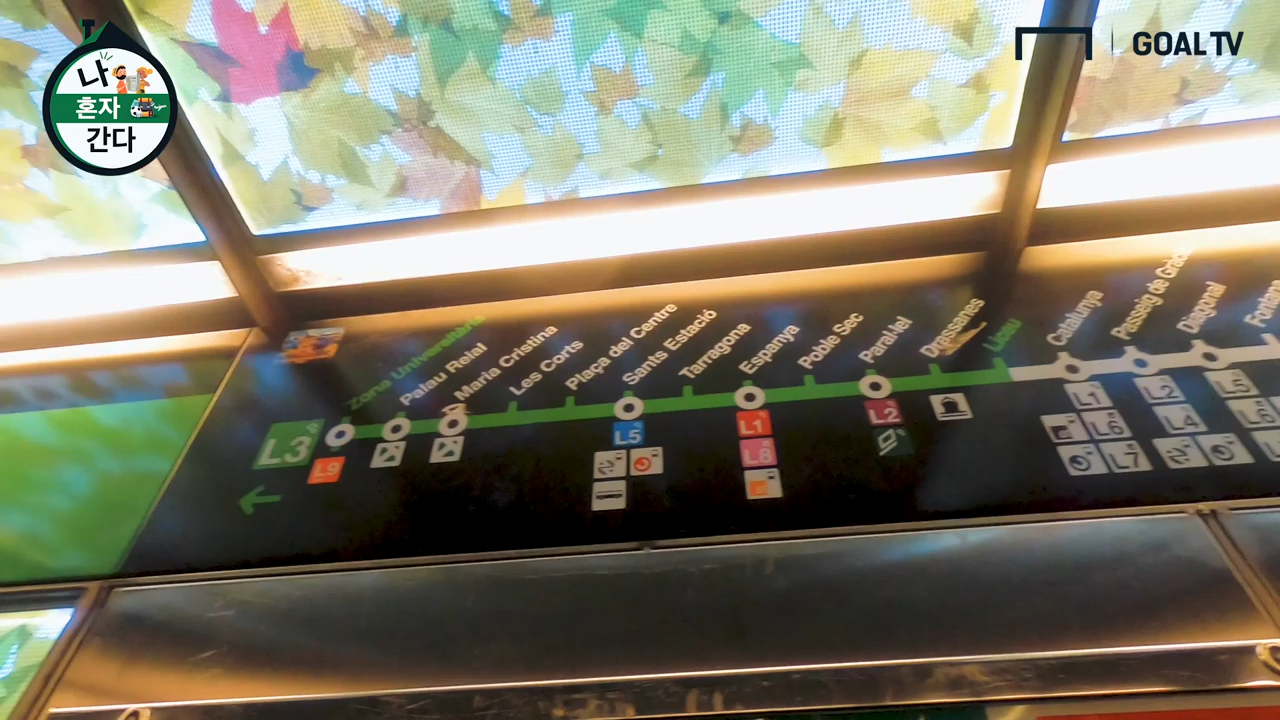 나
혼자
간다
GOAL TV
Zona Universitària
Palau Reial
Maria Cristina
Les Corts
Plaça del Centre
Sants Estació
Tarragona
Espanya
Poble Sec
Paral·lel
Drassanes
Liceu
Catalunya
Passeig de Gràcia
Diagonal
L3
L9
L5
L1
L8
L2
L1
L6
L7
L2
L4
L5
L6